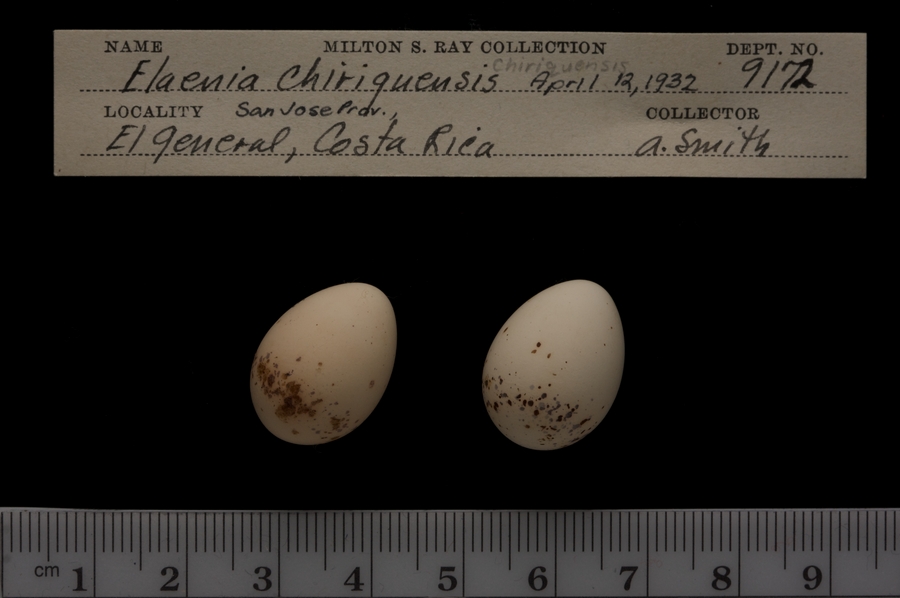 NAME MILTON S. RAY COLLECTION DEPT. NO.
Chiriquensis
Elaenia Chiriquensis April 12, 1932 9172
LOCALITY San Jose Prov., COLLECTOR
El General, Costa Rica A. Smith
cm 1 2 3 4 5 6 7 8 9